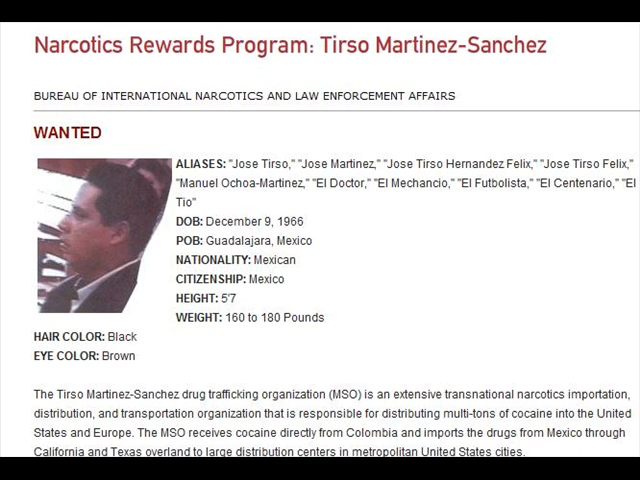 Narcotics Rewards Program: Tirso Martinez-Sanchez
BUREAU OF INTERNATIONAL NARCOTICS AND LAW ENFORCEMENT AFFAIRS
WANTED
ALIASES: "Jose Tirso," "Jose Martinez," "Jose Tirso Hernandez Felix," "Jose Tirso Felix,"
"Manuel Ochoa-Martinez," "El Doctor," "El Mechancio," "El Futbolista," "El Centenario," "El
Tio"
DOB: December 9, 1966
POB: Guadalajara, Mexico
NATIONALITY: Mexican
CITIZENSHIP: Mexico
HEIGHT: 5'7
WEIGHT: 160 to 180 Pounds
HAIR COLOR: Black
EYE COLOR: Brown
The Tirso Martinez-Sanchez drug trafficking organization (MSO) is an extensive transnational narcotics importation,
distribution, and transportation organization that is responsible for distributing multi-tons of cocaine into the United
States and Europe. The MSO receives cocaine directly from Colombia and imports the drugs from Mexico through
California and Texas overland to large distribution centers in metropolitan United States cities.